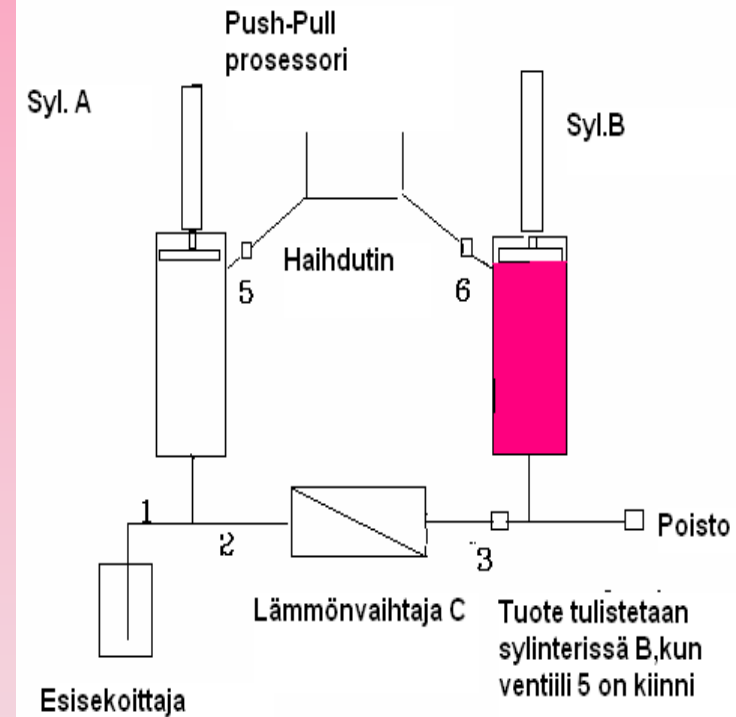 Push-Pull
prosessori
Syl. A
Syl.B
Haihdutin
5
6
1
2
3
Poisto
Lämmönvaihtaja C
Tuote tulistetaan
sylinterissä B,kun
ventiili 5 on kiinni
Esisekoittaja